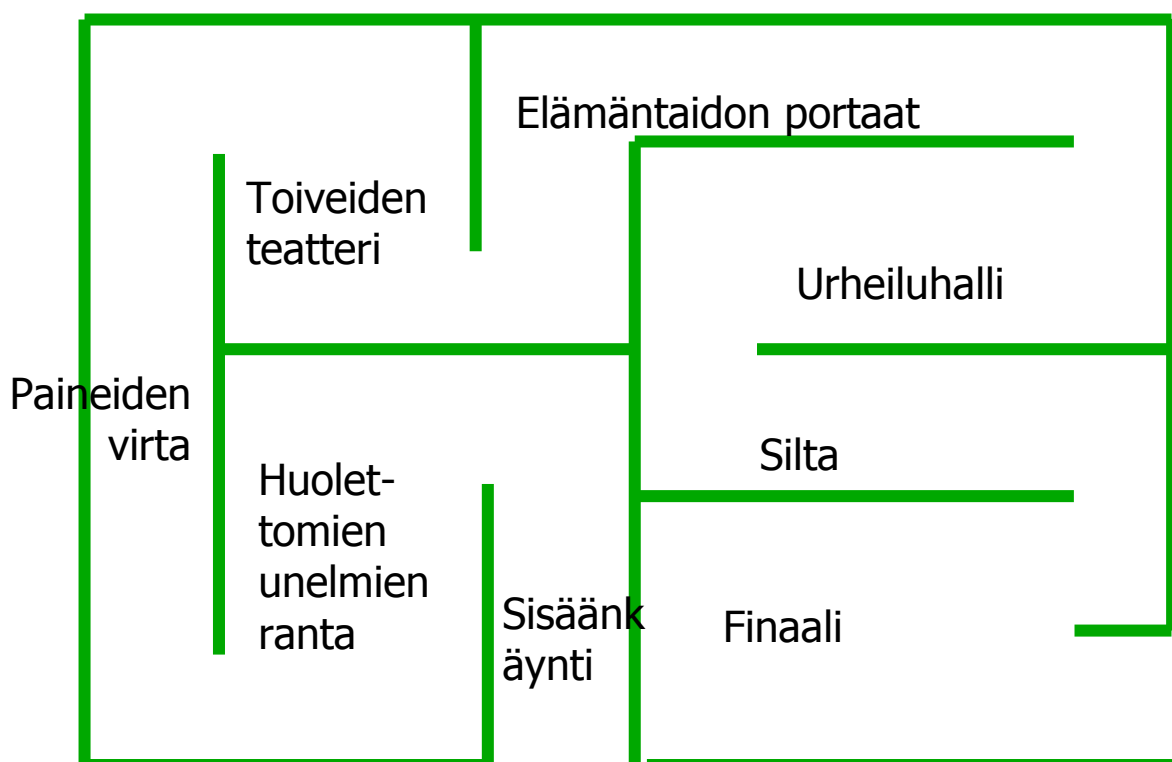 Elämäntaidon portaat
Toiveiden
teatteri
Urheiluhalli
Paineiden
virta
Silta
Huolet-
tomien
unelmien
ranta
Sisäänk
äynti
Finaali